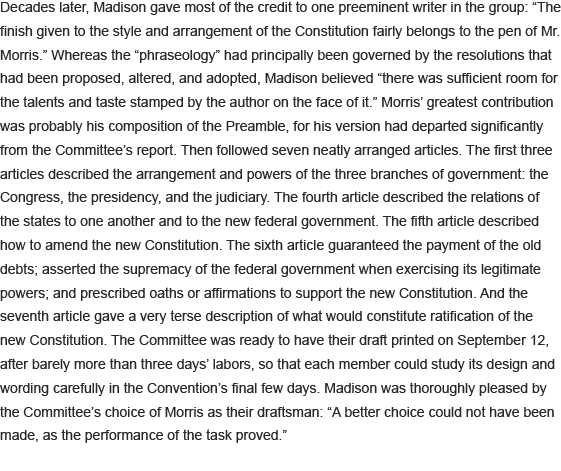 Decades later, Madison gave most of the credit to one preeminent writer in the group: “The
finish given to the style and arrangement of the Constitution fairly belongs to the pen of Mr.
Morris.” Whereas the “phraseology” had principally been governed by the resolutions that
had been proposed, altered, and adopted, Madison believed “there was sufficient room for
the talents and taste stamped by the author on the face of it.” Morris’ greatest contribution
was probably his composition of the Preamble, for his version had departed significantly
from the Committee’s report. Then followed seven neatly arranged articles. The first three
articles described the arrangement and powers of the three branches of government: the
Congress, the presidency, and the judiciary. The fourth article described the relations of
the states to one another and to the new federal government. The fifth article described
how to amend the new Constitution. The sixth article guaranteed the payment of the old
debts; asserted the supremacy of the federal government when exercising its legitimate
powers; and prescribed oaths or affirmations to support the new Constitution. And the
seventh article gave a very terse description of what would constitute ratification of the
new Constitution. The Committee was ready to have their draft printed on September 12,
after barely more than three days’ labors, so that each member could study its design and
wording carefully in the Convention’s final few days. Madison was thoroughly pleased by
the Committee’s choice of Morris as their draftsman: “A better choice could not have been
made, as the performance of the task proved.”